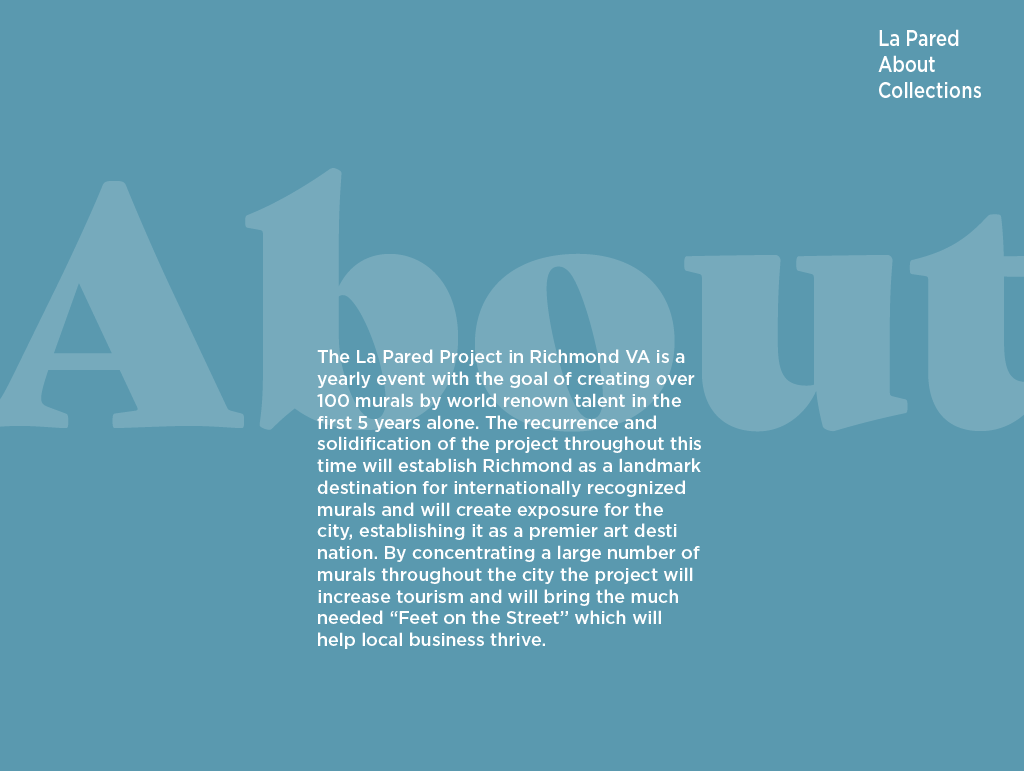 La Pared
About
Collections
About
The La Pared Project in Richmond VA is a
yearly event with the goal of creating over
100 murals by world renown talent in the
first 5 years alone. The recurrence and
solidification of the project throughout this
time will establish Richmond as a landmark
destination for internationally recognized
murals and will create exposure for the
city, establishing it as a premier art desti
nation. By concentrating a large number of
murals throughout the city the project will
increase tourism and will bring the much
needed “Feet on the Street’’ which will
help local business thrive.